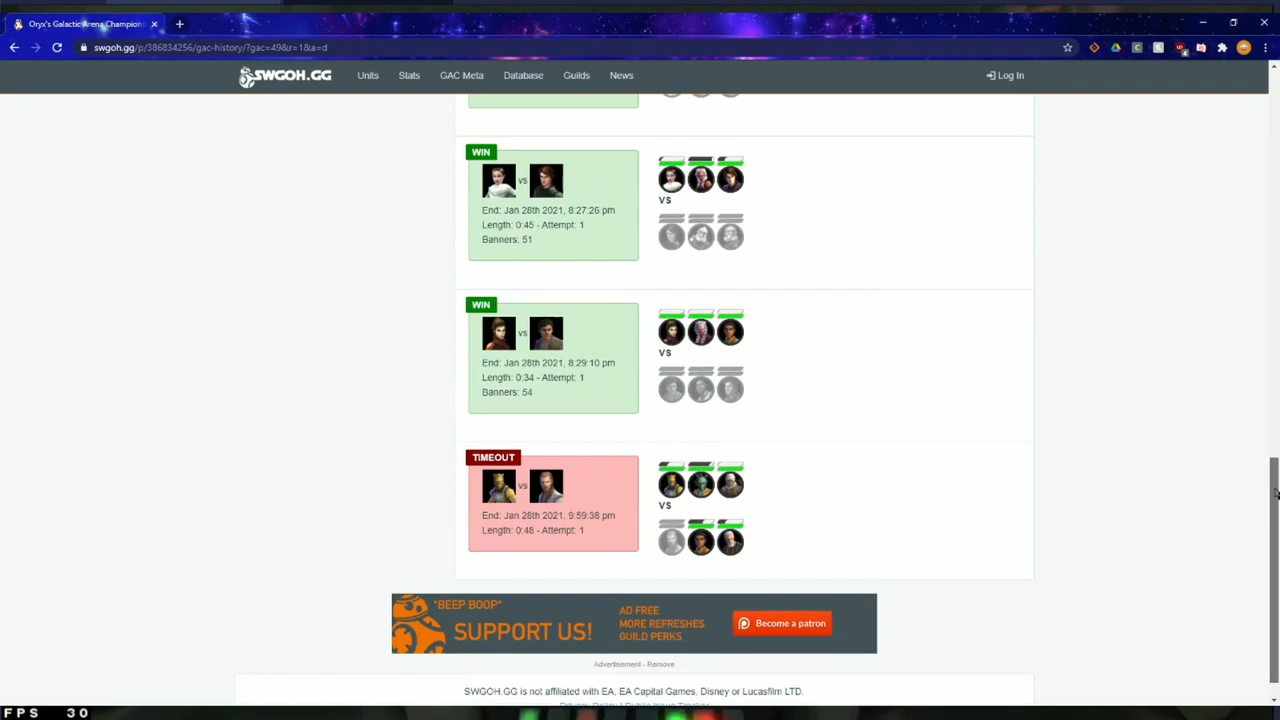 Oryx's Galactic Arena Champions
swgoh.gg/p/386834256/gac-history/?gac=49&r=1&a=d
SWGOH.GG Units Stats GAC Meta Database Guilds News Log In
WIN
vs
End: Jan 28th 2021, 8:27:26 pm
Length: 0:45 - Attempt: 1
Banners: 51
VS
WIN
vs
End: Jan 28th 2021, 8:29:10 pm
Length: 0:34 - Attempt: 1
Banners: 54
VS
TIMEOUT
vs
End: Jan 28th 2021, 9:59:38 pm
Length: 0:48 - Attempt: 1
VS
*BEEP BOOP*
SUPPORT US!
AD FREE
MORE REFRESHES
GUILD PERKS
Become a patron
Advertisement - Remove
SWGOH.GG is not affiliated with EA, EA Capital Games, Disney or Lucasfilm LTD.
Privacy Policy | Public Issue Tracker
FPS 30